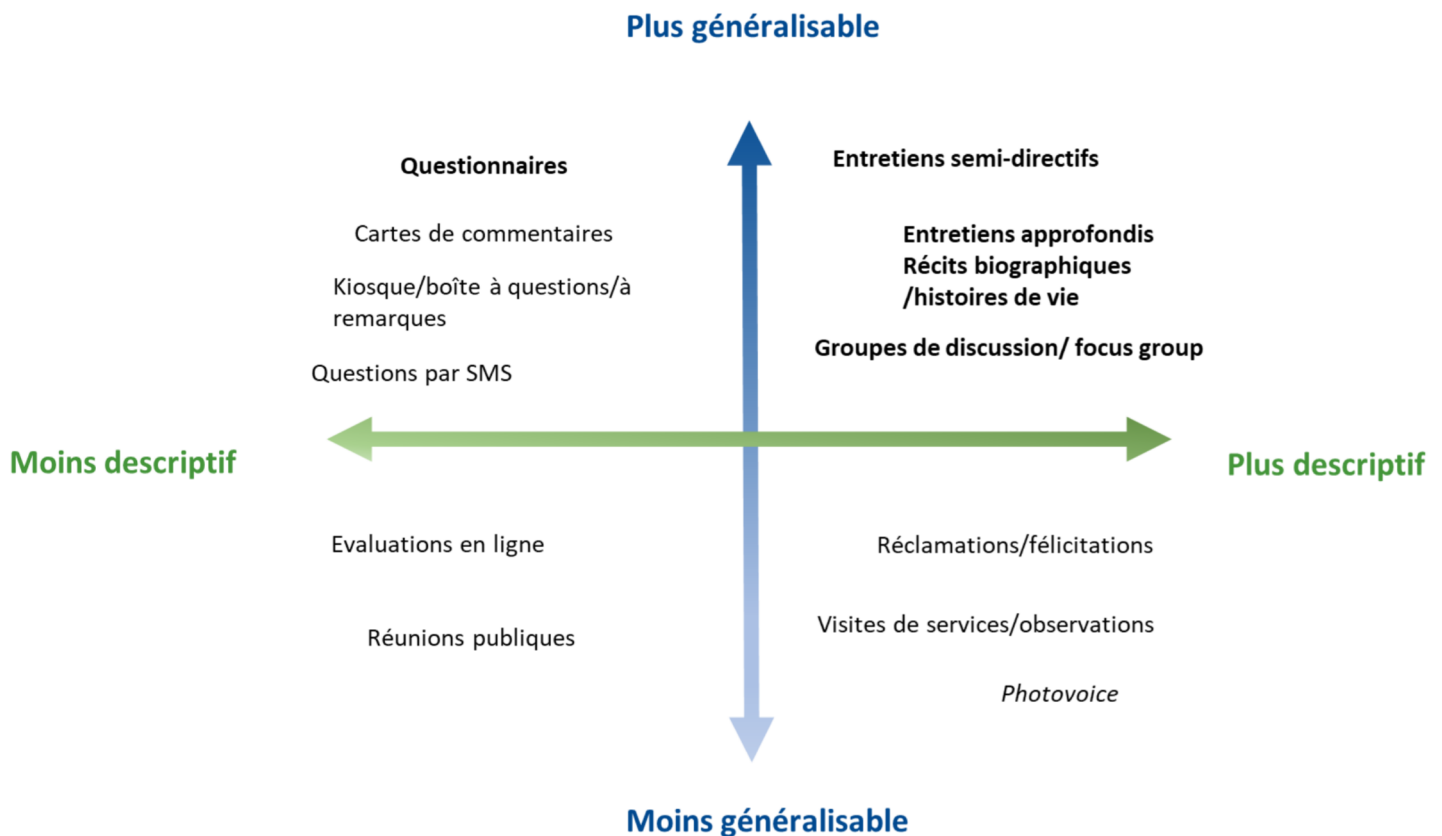 Plus généralisable
Questionnaires
Entretiens semi-directifs
Cartes de commentaires
Entretiens approfondis
Récits biographiques
/histoires de vie
Kiosque/boîte à questions/à
remarques
Groupes de discussion/ focus group
Questions par SMS
Moins descriptif
Plus descriptif
Evaluations en ligne
Réclamations/félicitations
Réunions publiques
Visites de services/observations
Photovoice
Moins généralisable